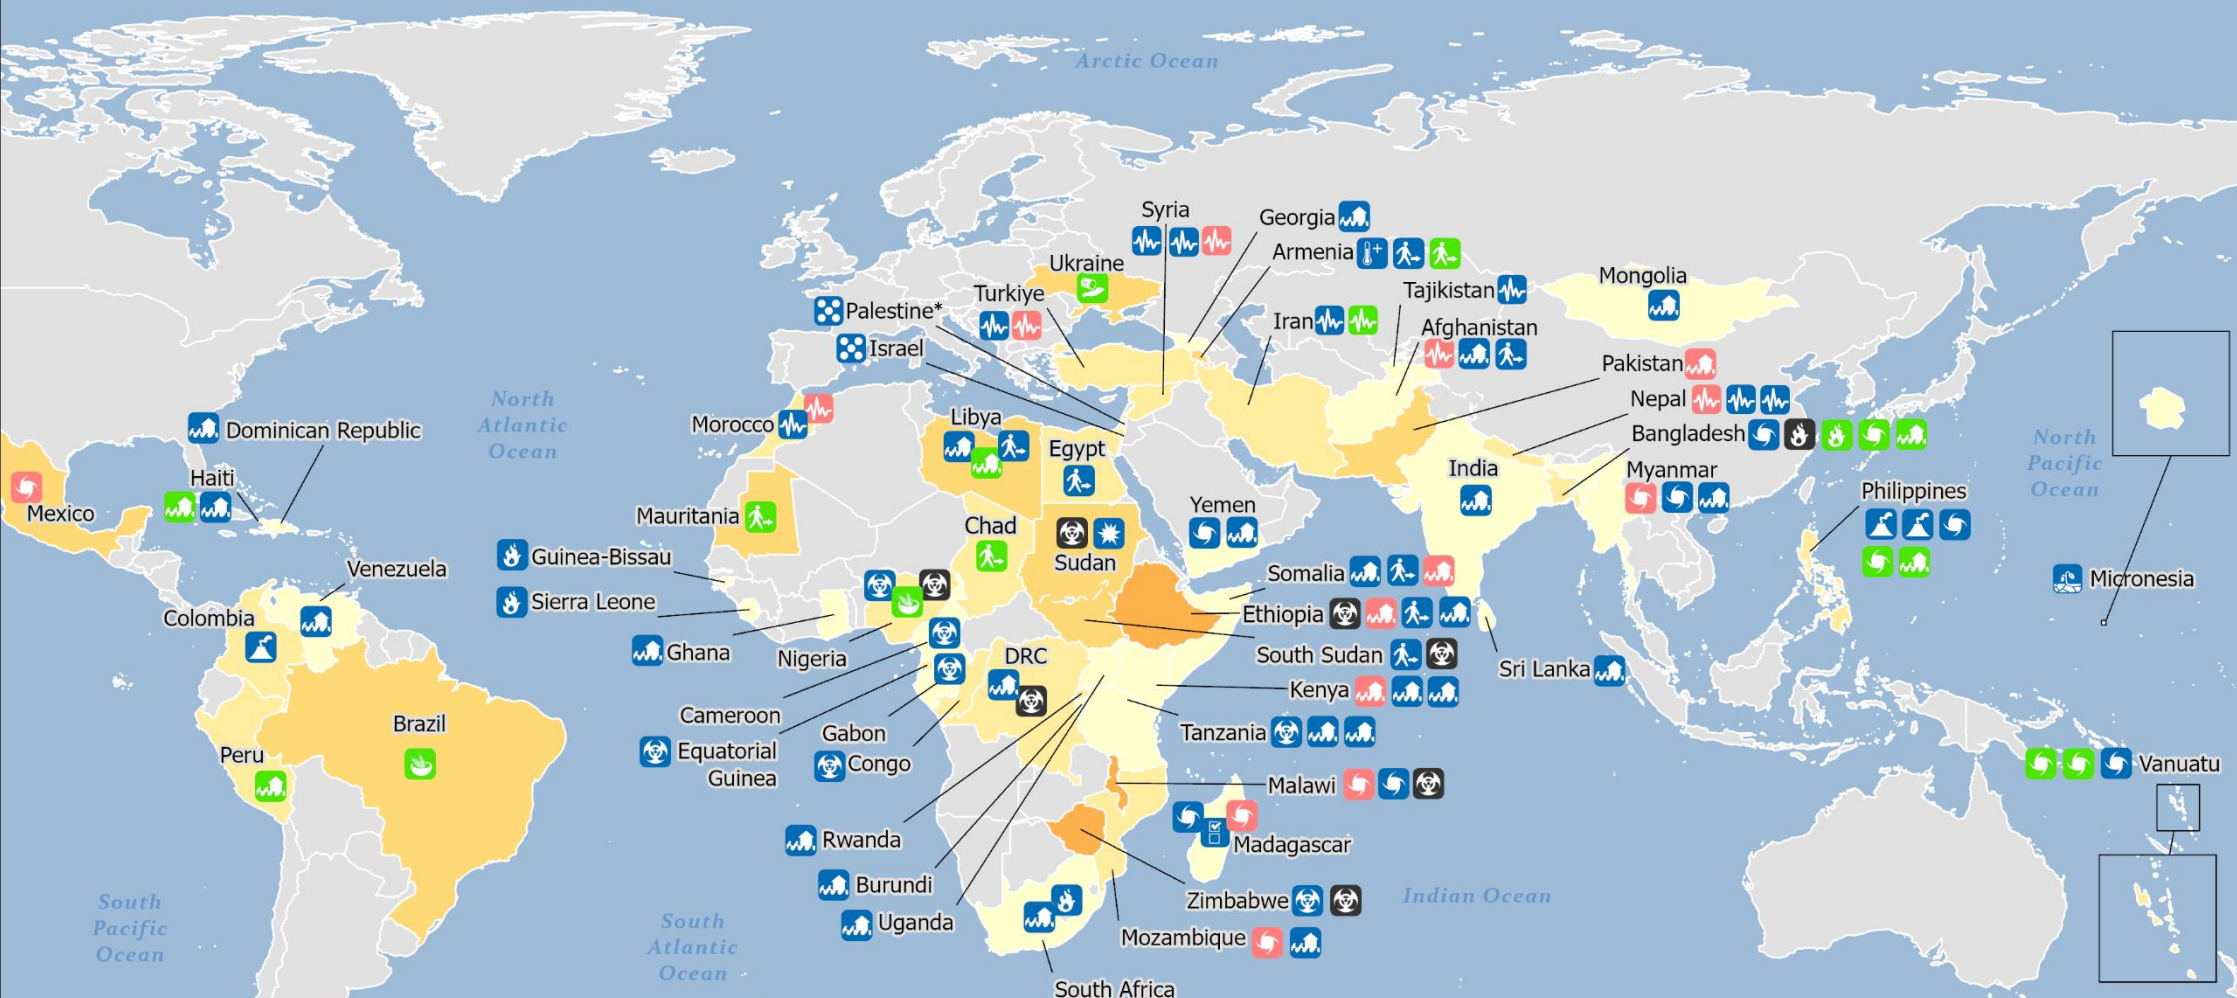 Arctic Ocean
Syria
Georgia
Armenia
Ukraine
Turkiye
Tajikistan
Mongolia
Palestine*
Iran
Afghanistan
Israel
Pakistan
North
Atlantic
Ocean
Nepal
Dominican Republic
Morocco
Libya
Bangladesh
North
Pacific
Ocean
Egypt
India
Myanmar
Haiti
Philippines
Mexico
Mauritania
Chad
Yemen
Sudan
Guinea-Bissau
Venezuela
Somalia
Micronesia
Sierra Leone
Ethiopia
Colombia
Ghana
Nigeria
DRC
South Sudan
Sri Lanka
Kenya
Cameroon
Brazil
Gabon
Tanzania
Equatorial
Guinea
Peru
Congo
Vanuatu
Malawi
Rwanda
Madagascar
Burundi
Zimbabwe
Indian Ocean
South
Pacific
Ocean
South
Atlantic
Ocean
Uganda
Mozambique
South Africa